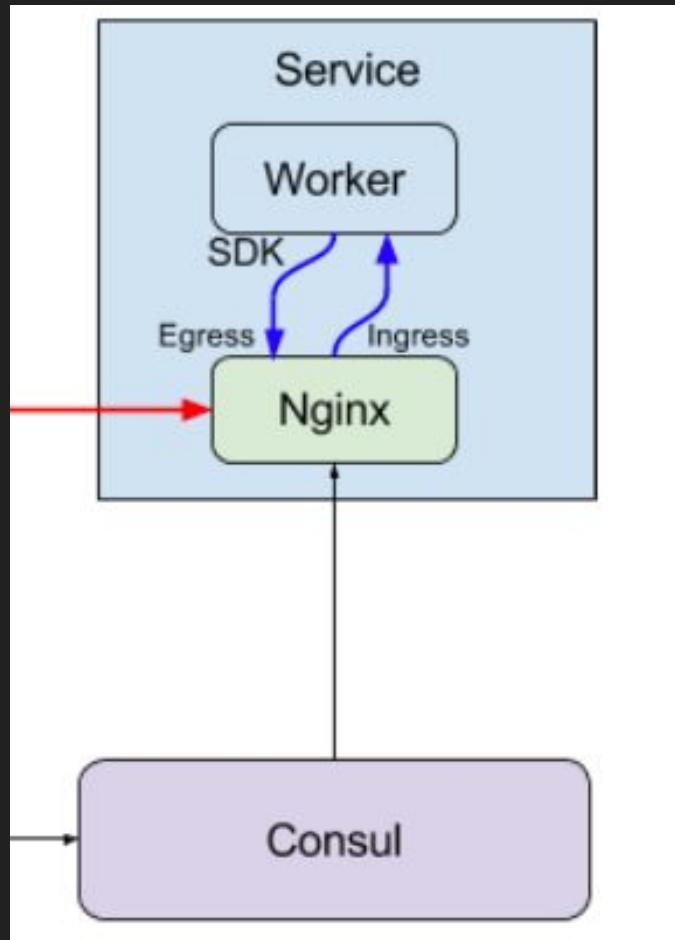 Service
Worker
SDK
Egress
Ingress
Nginx
Consul